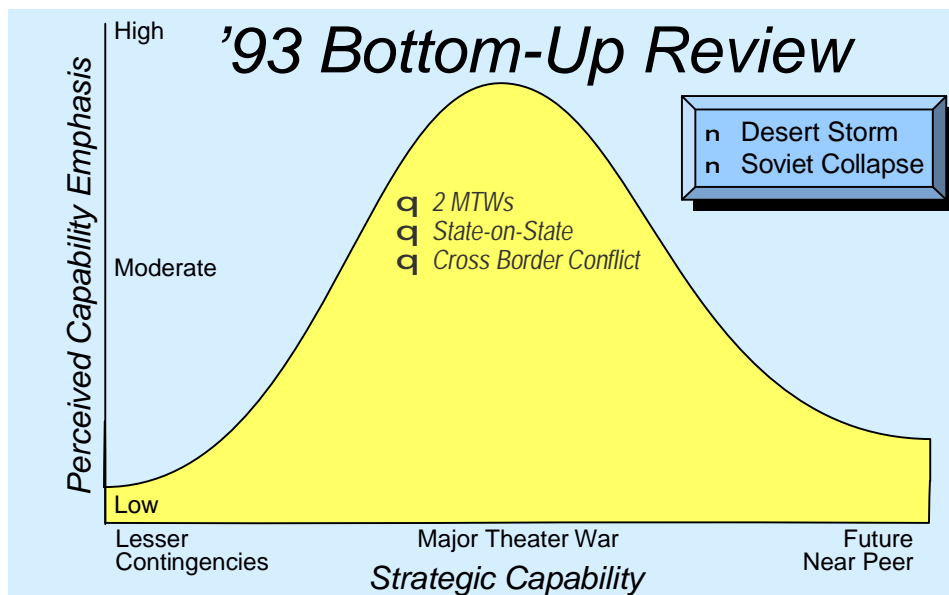 '93 Bottom-Up Review
High
Moderate
Low
Perceived Capability Emphasis
n Desert Storm
n Soviet Collapse
q 2 MTWs
q State-on-State
q Cross Border Conflict
Lesser
Contingencies
Major Theater War
Future
Near Peer
Strategic Capability